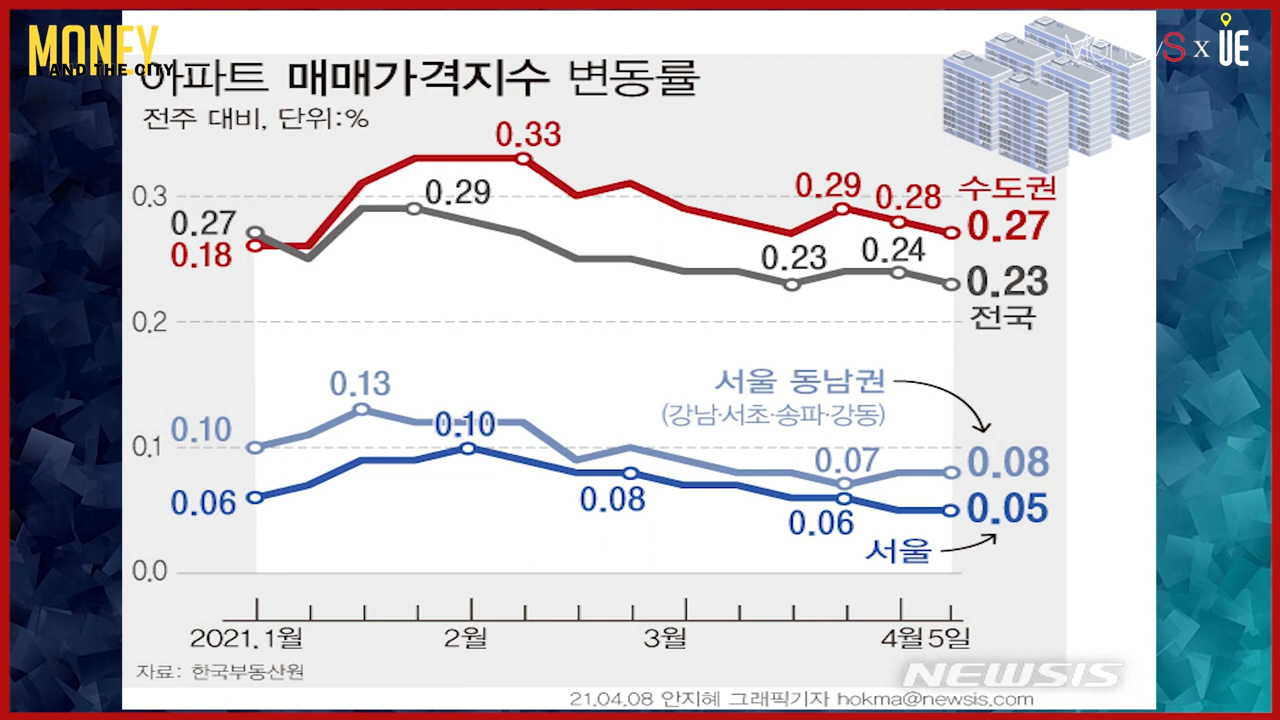 MONEY
AND THE CITY
MoneyS x UE
아파트 매매가격지수 변동률
전주 대비, 단위:%
0.3
0.2
0.1
0.0
0.27
0.18
0.33
0.29
0.29
0.28
수도권
0.27
0.23
0.24
0.23
전국
0.10
0.13
서울 동남권
(강남·서초·송파·강동)
0.07
0.08
0.06
0.10
0.08
0.06
0.05
서울
2021.1월
2월
3월
4월 5일
자료: 한국부동산원
NEWSIS
21.04.08 안지혜 그래픽기자 hokma@newsis.com